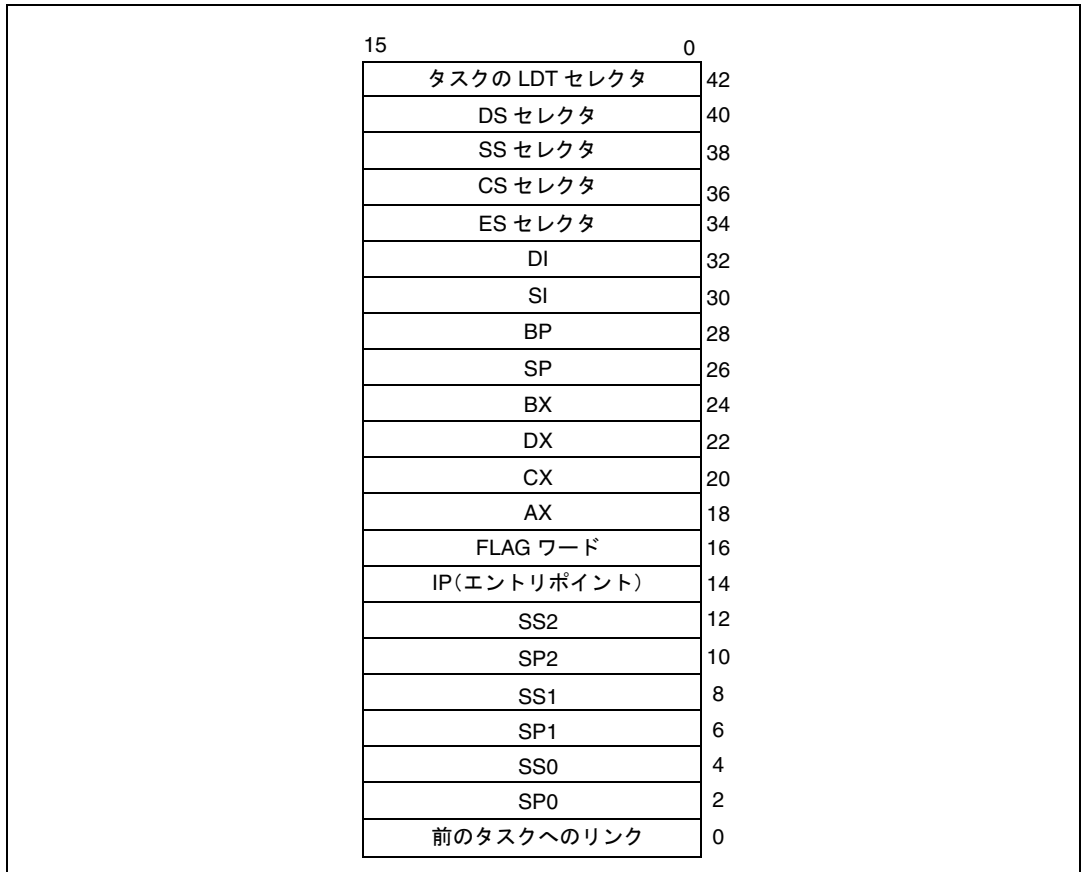 15 0
タスクの LDT セレクタ 42
DS セレクタ 40
SS セレクタ 38
CS セレクタ 36
ES セレクタ 34
DI 32
SI 30
BP 28
SP 26
BX 24
DX 22
CX 20
AX 18
FLAG ワード 16
IP(エントリポイント) 14
SS2 12
SP2 10
SS1 8
SP1 6
SS0 4
SP0 2
前のタスクへのリンク 0